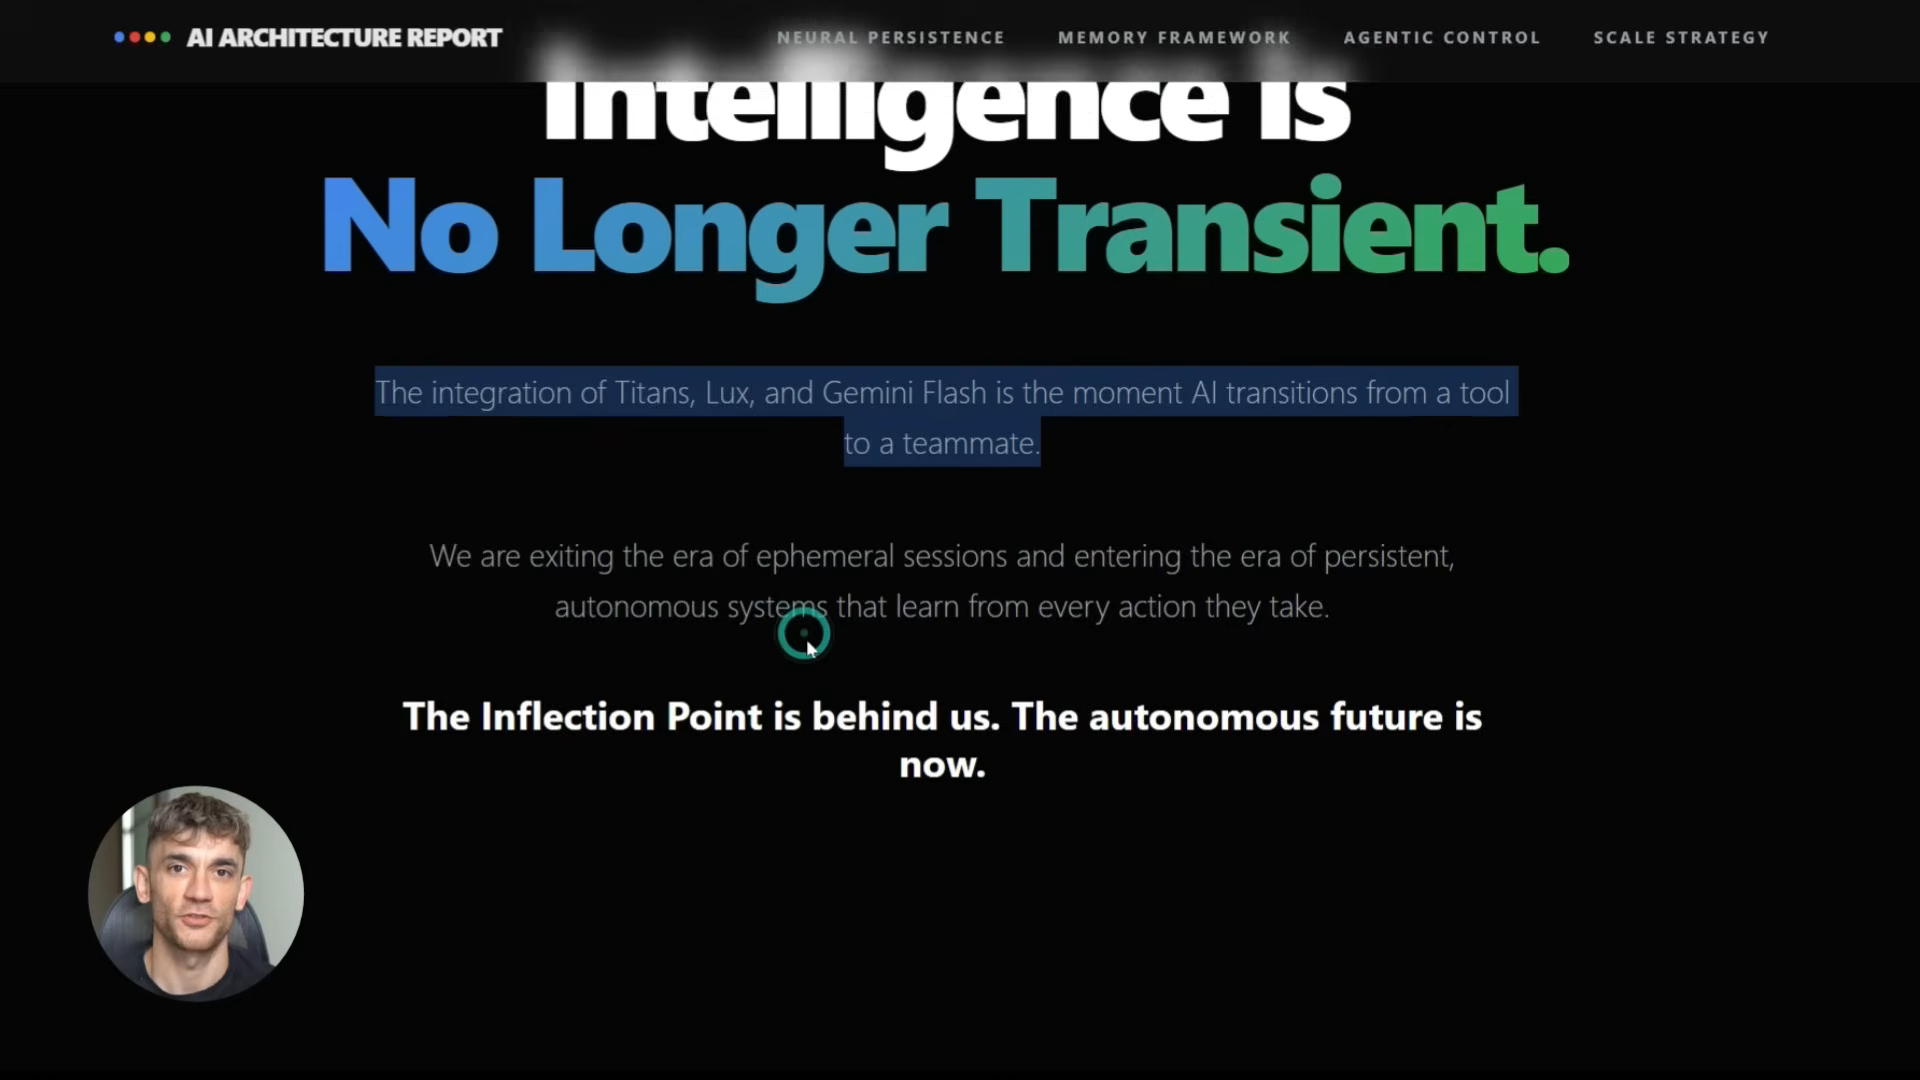 AI ARCHITECTURE REPORT
NEURAL PERSISTENCE
MEMORY FRAMEWORK
AGENTIC CONTROL
SCALE STRATEGY
Intelligence is
No Longer Transient.
The integration of Titans, Lux, and Gemini Flash is the moment AI transitions from a tool
to a teammate.
We are exiting the era of ephemeral sessions and entering the era of persistent,
autonomous systems that learn from every action they take.
The Inflection Point is behind us. The autonomous future is
now.